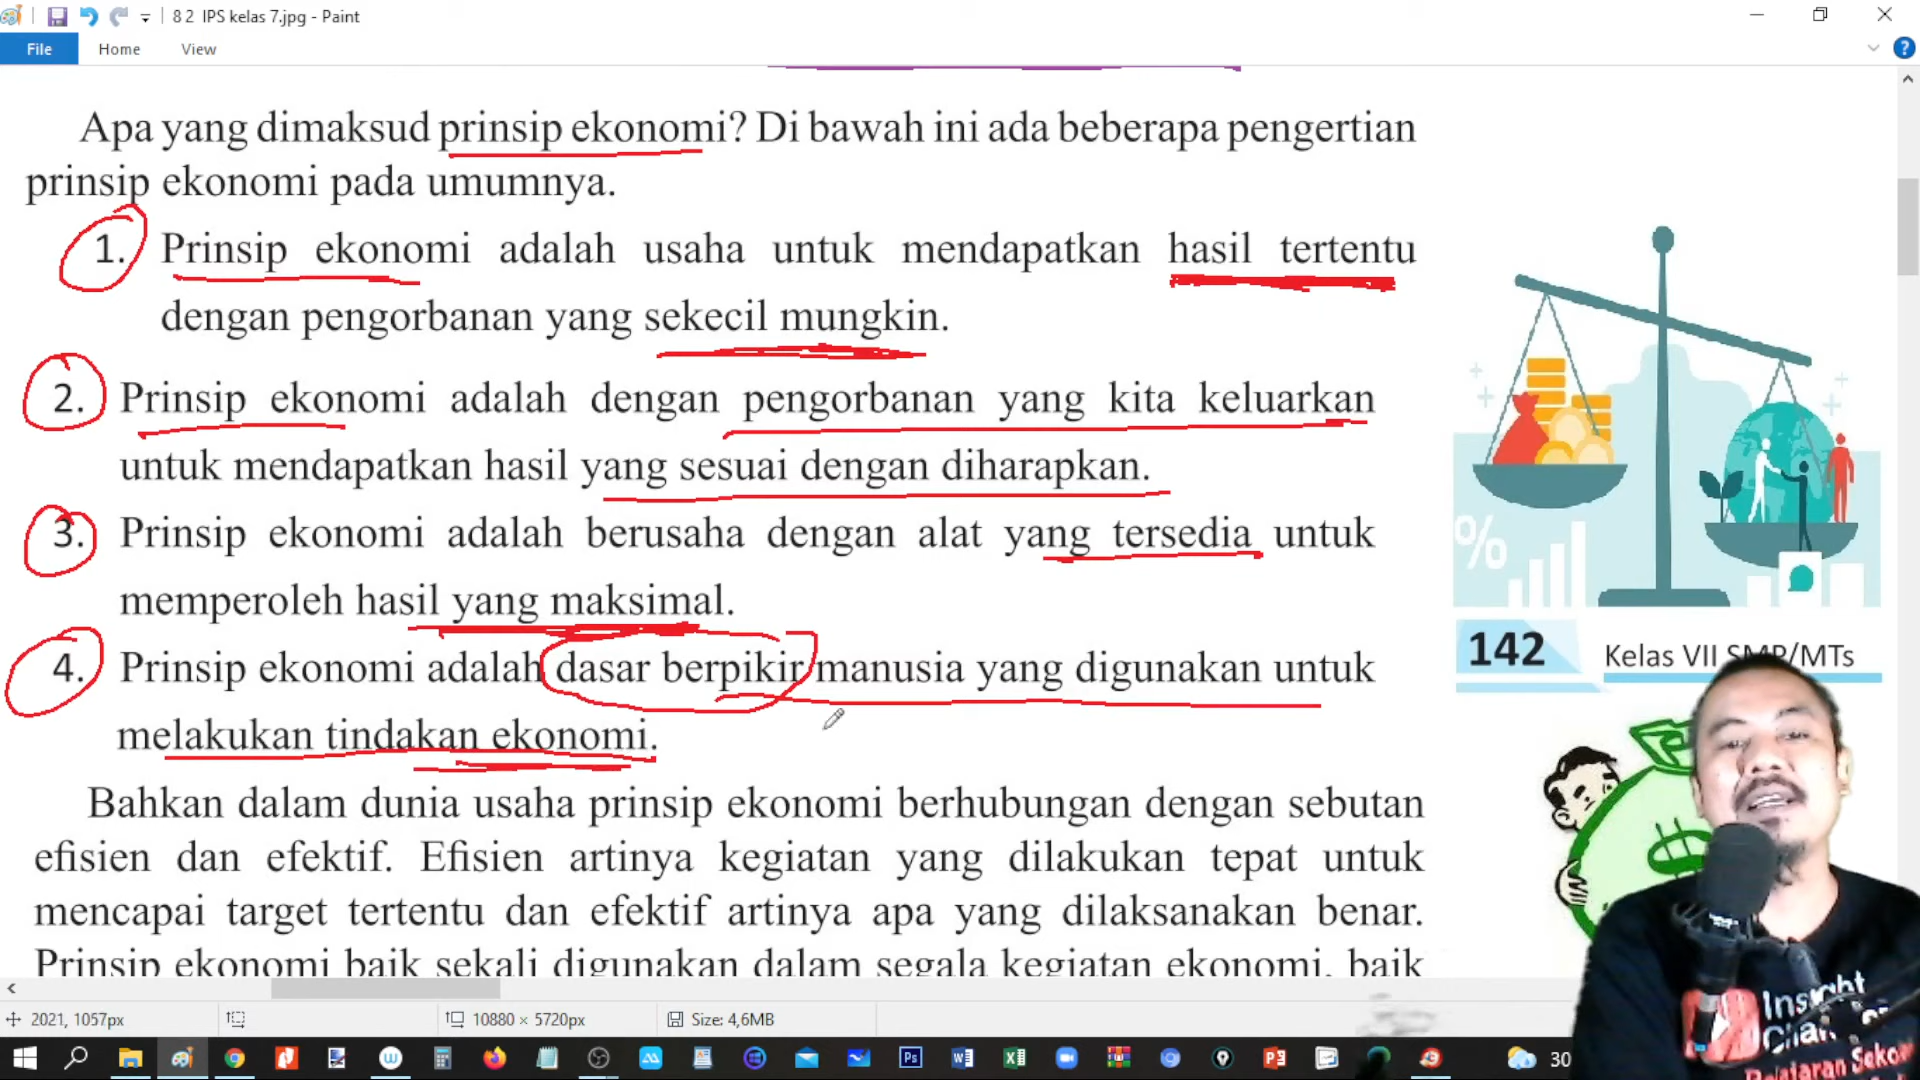 8 2 IPS kelas 7.jpg - Paint
File Home View
Apa yang dimaksud prinsip ekonomi? Di bawah ini ada beberapa pengertian
prinsip ekonomi pada umumnya.
1. Prinsip ekonomi adalah usaha untuk mendapatkan hasil tertentu
dengan pengorbanan yang sekecil mungkin.
2. Prinsip ekonomi adalah dengan pengorbanan yang kita keluarkan
untuk mendapatkan hasil yang sesuai dengan diharapkan.
3. Prinsip ekonomi adalah berusaha dengan alat yang tersedia untuk
memperoleh hasil yang maksimal.
4. Prinsip ekonomi adalah dasar berpikir manusia yang digunakan untuk
melakukan tindakan ekonomi.
Bahkan dalam dunia usaha prinsip ekonomi berhubungan dengan sebutan
efisien dan efektif. Efisien artinya kegiatan yang dilakukan tepat untuk
mencapai target tertentu dan efektif artinya apa yang dilaksanakan benar.
Prinsip ekonomi baik sekali digunakan dalam segala kegiatan ekonomi, baik
%
142 Kelas VII SMP/MTs
$
Insight
Pelajaran
2021, 1057px
10880 × 5720px
Size: 4,6MB
Ps
30